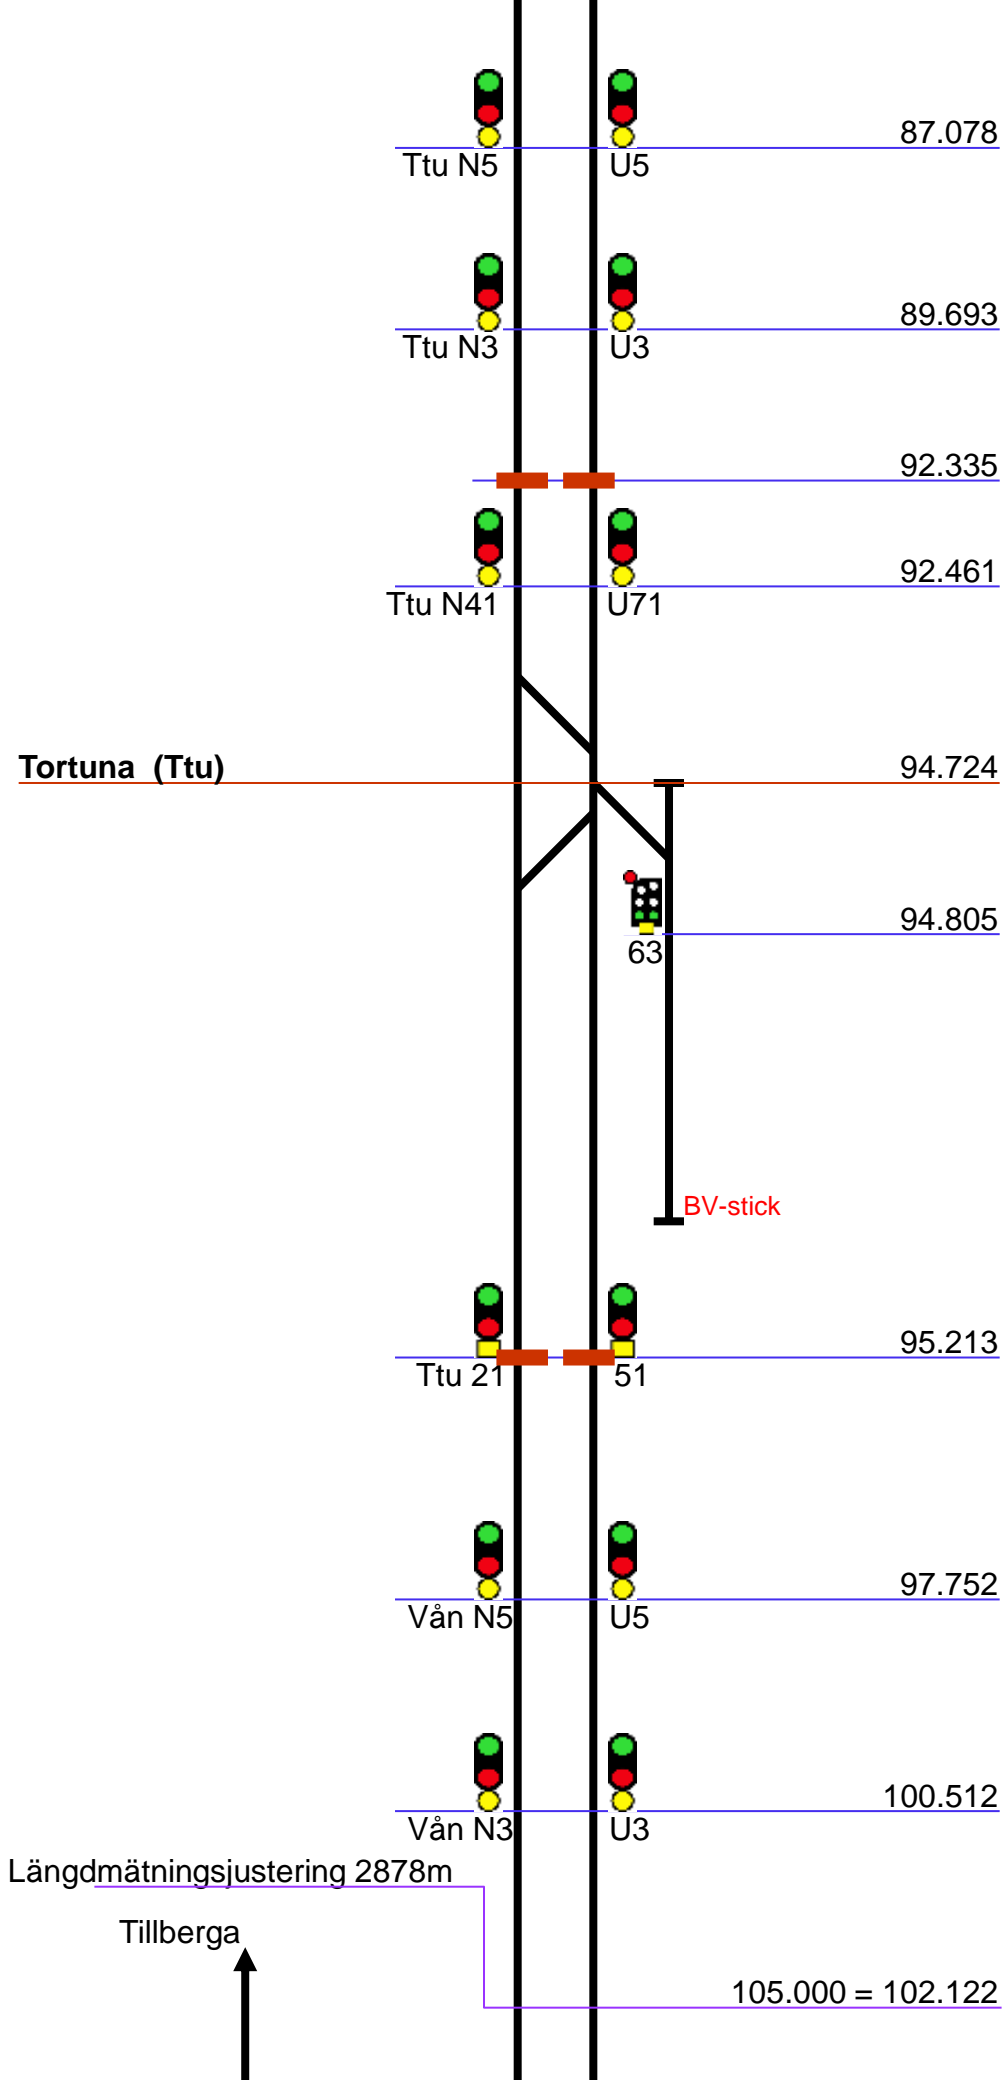 87.078
Ttu N5 U5
89.693
Ttu N3 U3
92.335
92.461
Ttu N41 U71
Tortuna (Ttu) 94.724
94.805
63
BV-stick
95.213
Ttu 21 51
97.752
Vån N5 U5
100.512
Vån N3 U3
Längdmätningsjustering 2878m
Tillberga
105.000 = 102.122